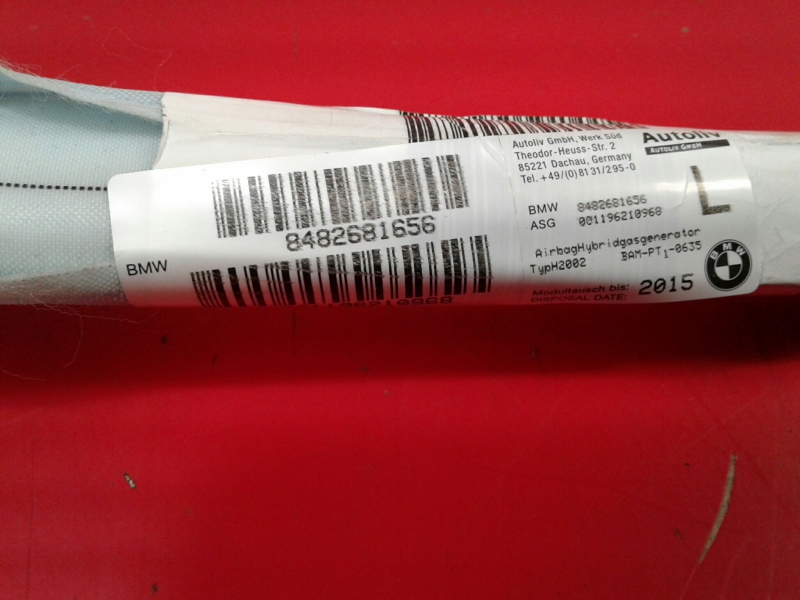 BMW
8482681656
Autoliv GmbH, Werk Süd
Theodor-Heuss-Str. 2
85221 Dachau, Germany
Tel. +49/(0)8131/295-0
Autoliv
AUTOLIV GMBH
L
BMW 8482681656
ASG 001196210968
AirbagHybridgasgenerator
TypH2002 BAM-PT1-0635
BMW
Modultausch bis: 2015
DISPOSAL DATE: